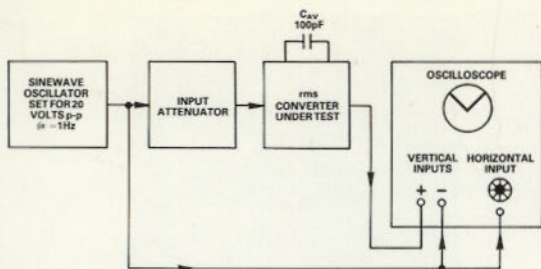 CAV
100pF
SINEWAVE
OSCILLATOR
SET FOR 20
VOLTS p-p
@ ≈1Hz
INPUT
ATTENUATOR
rms
CONVERTER
UNDER TEST
OSCILLOSCOPE
VERTICAL
INPUTS
HORIZONTAL
INPUT
+ −